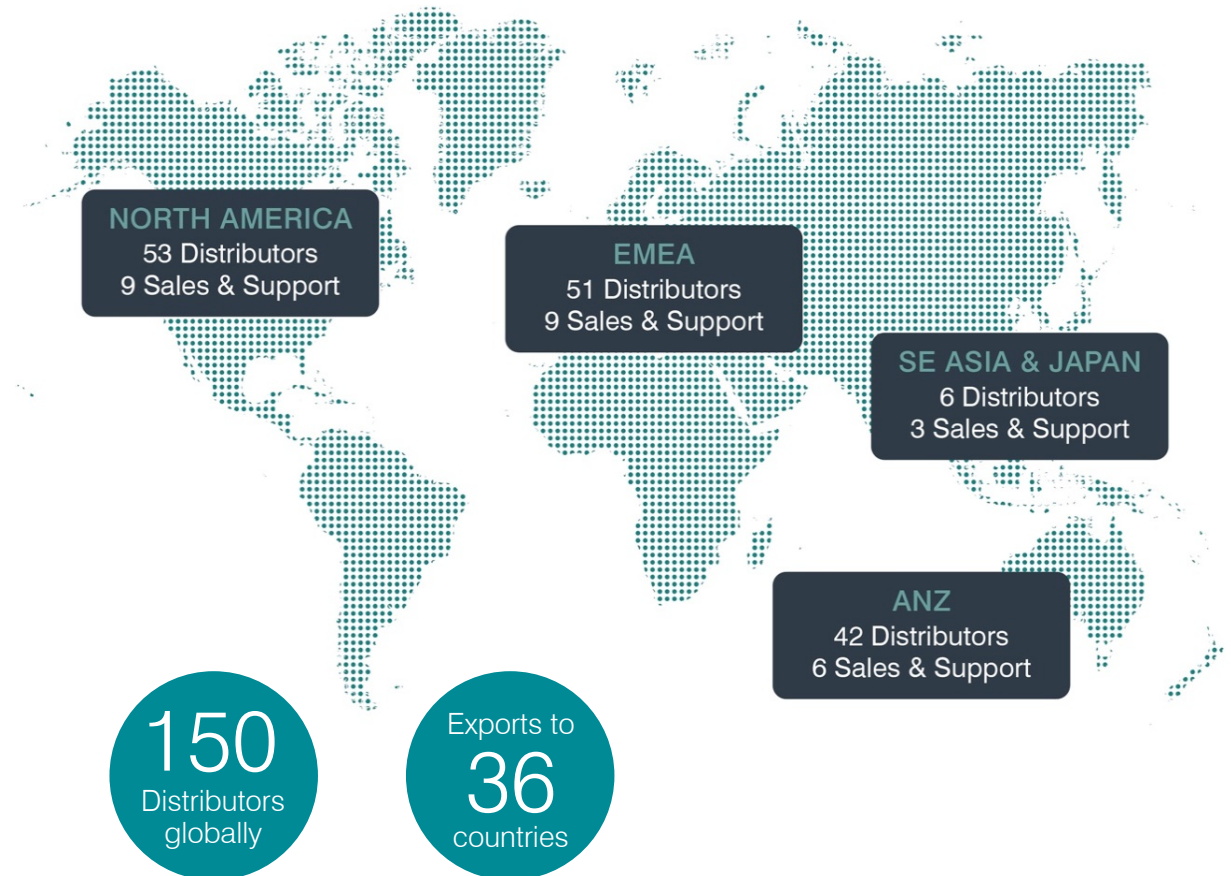 NORTH AMERICA
53 Distributors
9 Sales & Support
EMEA
51 Distributors
9 Sales & Support
SE ASIA & JAPAN
6 Distributors
3 Sales & Support
ANZ
42 Distributors
6 Sales & Support
150
Distributors
globally
Exports to
36
countries